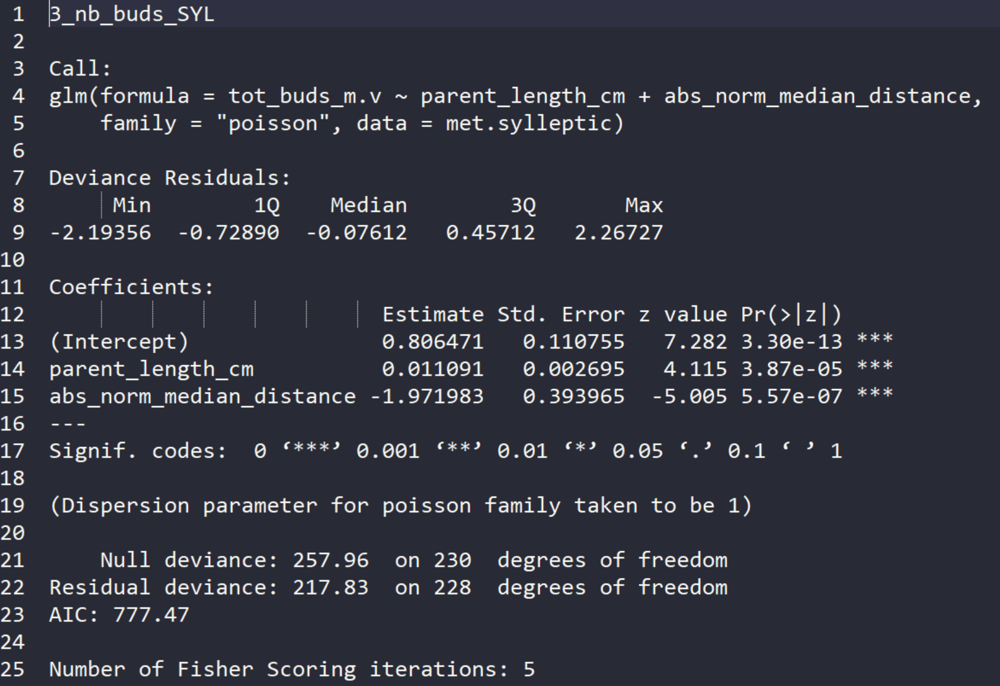 1 3_nb_buds_SYL
2
3 Call:
4 glm(formula = tot_buds_m.v ~ parent_length_cm + abs_norm_median_distance,
5     family = "poisson", data = met.sylleptic)
6
7 Deviance Residuals:
8      Min        1Q    Median        3Q       Max
9 -2.19356  -0.72890  -0.07612   0.45712   2.26727
10
11 Coefficients:
12                           Estimate Std. Error z value Pr(>|z|)
13 (Intercept)               0.806471   0.110755   7.282 3.30e-13 ***
14 parent_length_cm          0.011091   0.002695   4.115 3.87e-05 ***
15 abs_norm_median_distance -1.971983   0.393965  -5.005 5.57e-07 ***
16 ---
17 Signif. codes:  0 ‘***’ 0.001 ‘**’ 0.01 ‘*’ 0.05 ‘.’ 0.1 ‘ ’ 1
18
19 (Dispersion parameter for poisson family taken to be 1)
20
21     Null deviance: 257.96  on 230  degrees of freedom
22 Residual deviance: 217.83  on 228  degrees of freedom
23 AIC: 777.47
24
25 Number of Fisher Scoring iterations: 5